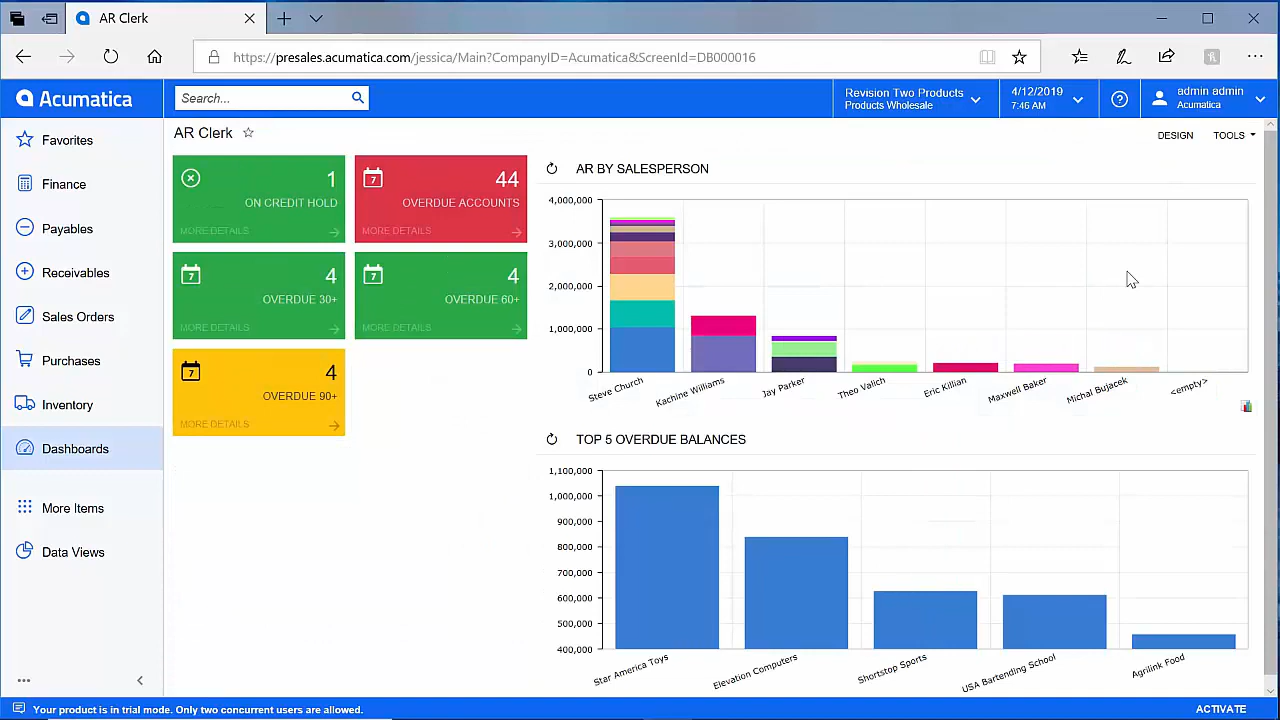 AR Clerk
https://presales.acumatica.com/jessica/Main?CompanyID=Acumatica&ScreenId=DB000016
Acumatica
Search...
Revision Two Products
Products Wholesale
4/12/2019
7:46 AM
admin admin
Acumatica
Favorites
Finance
Payables
Receivables
Sales Orders
Purchases
Inventory
Dashboards
More Items
Data Views
AR Clerk
DESIGN
TOOLS
1
ON CREDIT HOLD
MORE DETAILS
7
44
OVERDUE ACCOUNTS
MORE DETAILS
7
4
OVERDUE 30+
MORE DETAILS
7
4
OVERDUE 60+
MORE DETAILS
7
4
OVERDUE 90+
MORE DETAILS
AR BY SALESPERSON
4,000,000
3,000,000
2,000,000
1,000,000
0
Steve Church
Kachine Williams
Jay Parker
Theo Valich
Eric Killian
Maxwell Baker
Michal Bujacek
<empty>
TOP 5 OVERDUE BALANCES
1,100,000
1,000,000
900,000
800,000
700,000
600,000
500,000
400,000
Star America Toys
Elevation Computers
Shortstop Sports
USA Bartending School
Agrilink Food
Your product is in trial mode. Only two concurrent users are allowed.
ACTIVATE